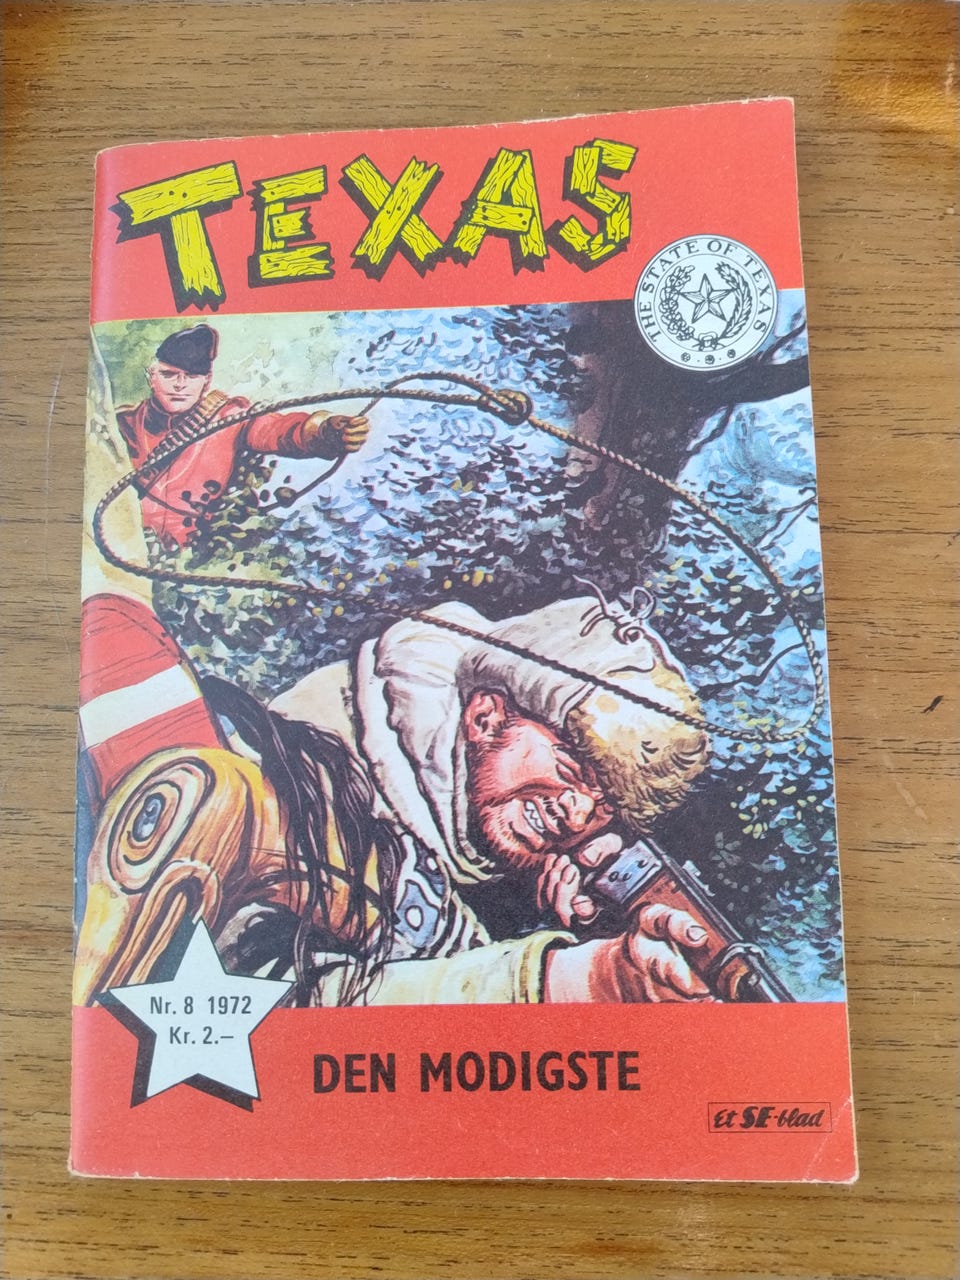 TEXAS
THE STATE OF TEXAS
Nr. 8 1972
Kr. 2.—
DEN MODIGSTE
Et SE-blad